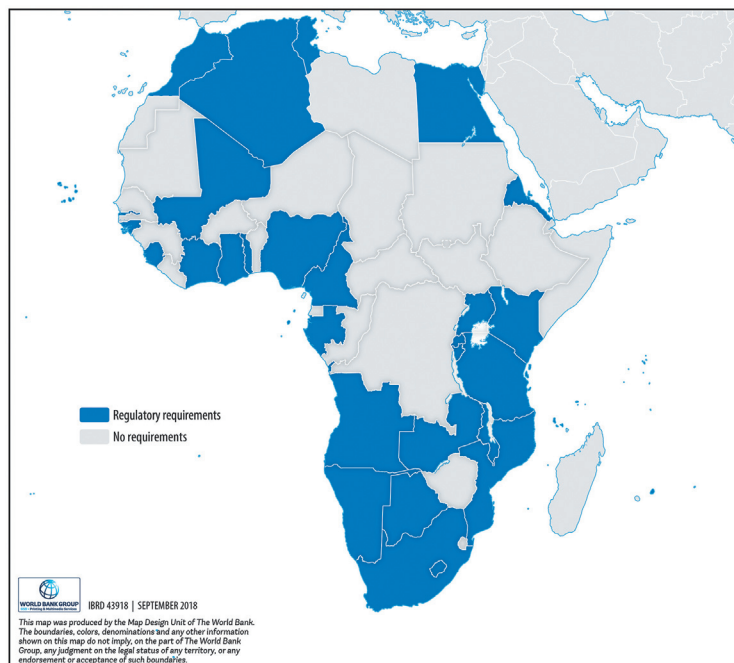 Regulatory requirements
No requirements
WORLD BANK GROUP
IBRD 43918 | SEPTEMBER 2018
This map was produced by the Map Design Unit of The World Bank.
The boundaries, colors, denominations and any other information
shown on this map do not imply, on the part of The World Bank
Group, any judgment on the legal status of any territory, or any
endorsement or acceptance of such boundaries.